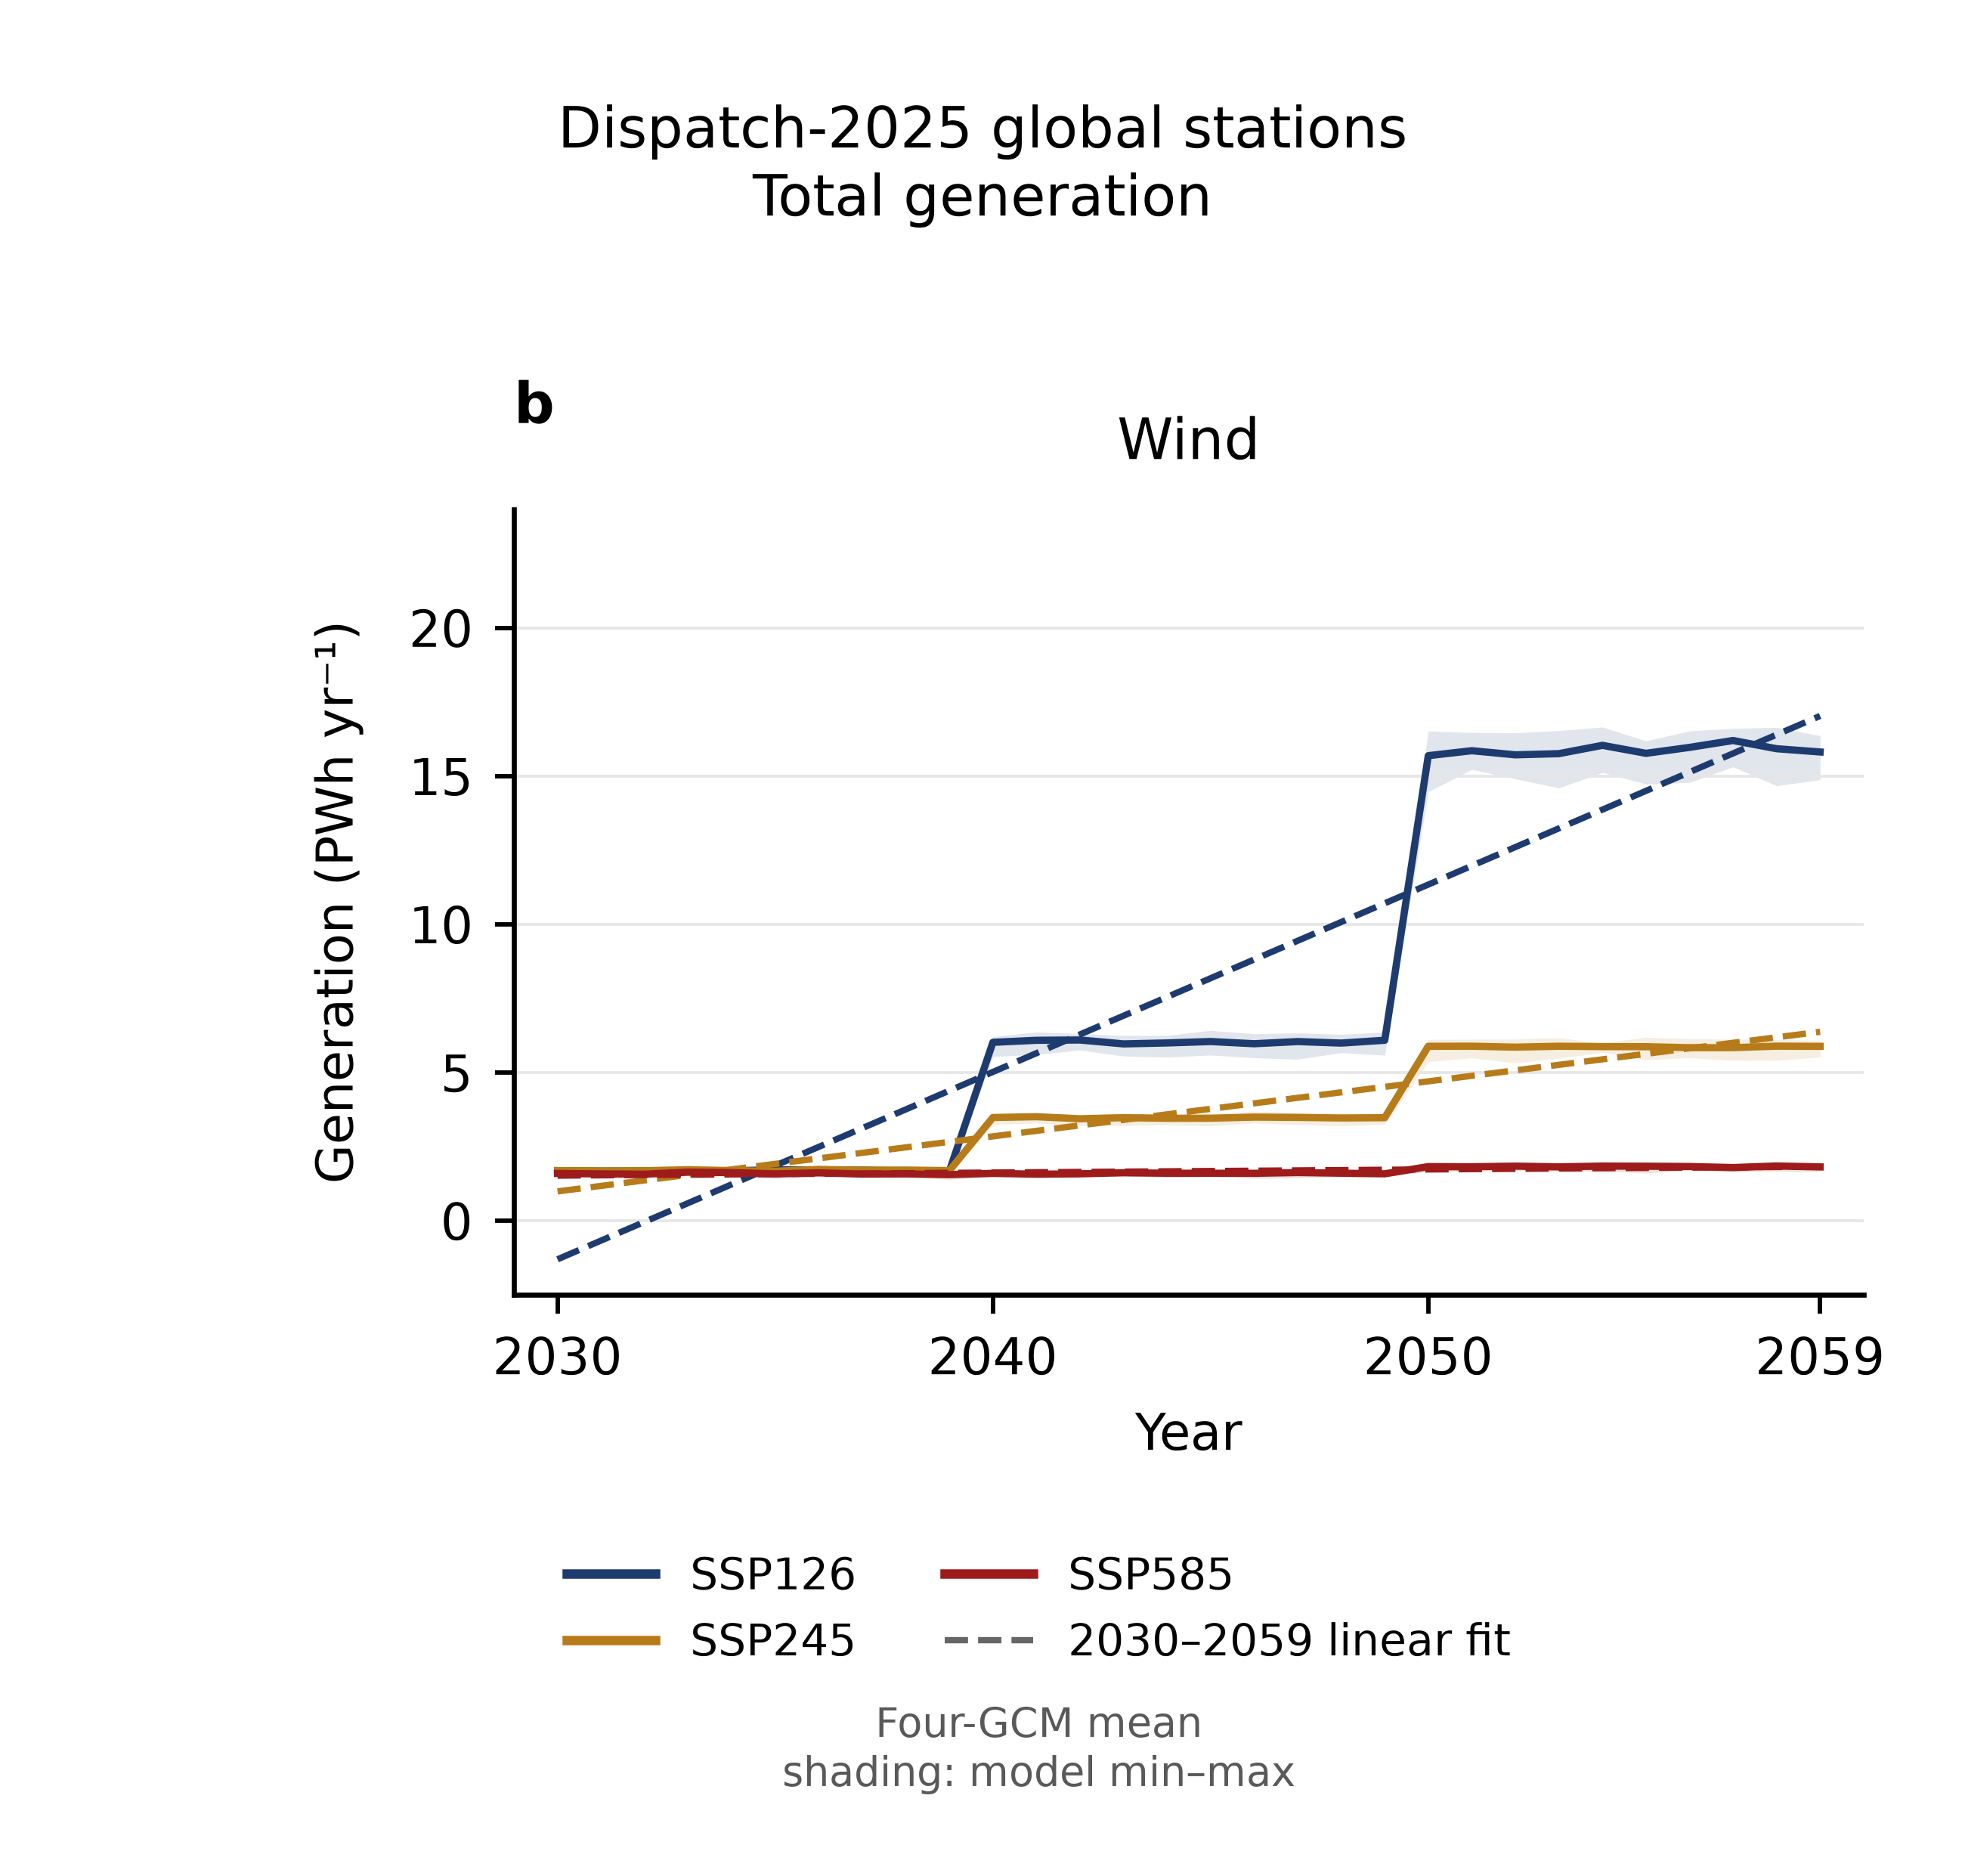 Dispatch-2025 global stations
Total generation
b
Wind
Generation (PWh yr⁻¹)
20
15
10
5
0
2030 2040 2050 2059
Year
SSP126 SSP585
SSP245 2030–2059 linear fit
Four-GCM mean
shading: model min–max